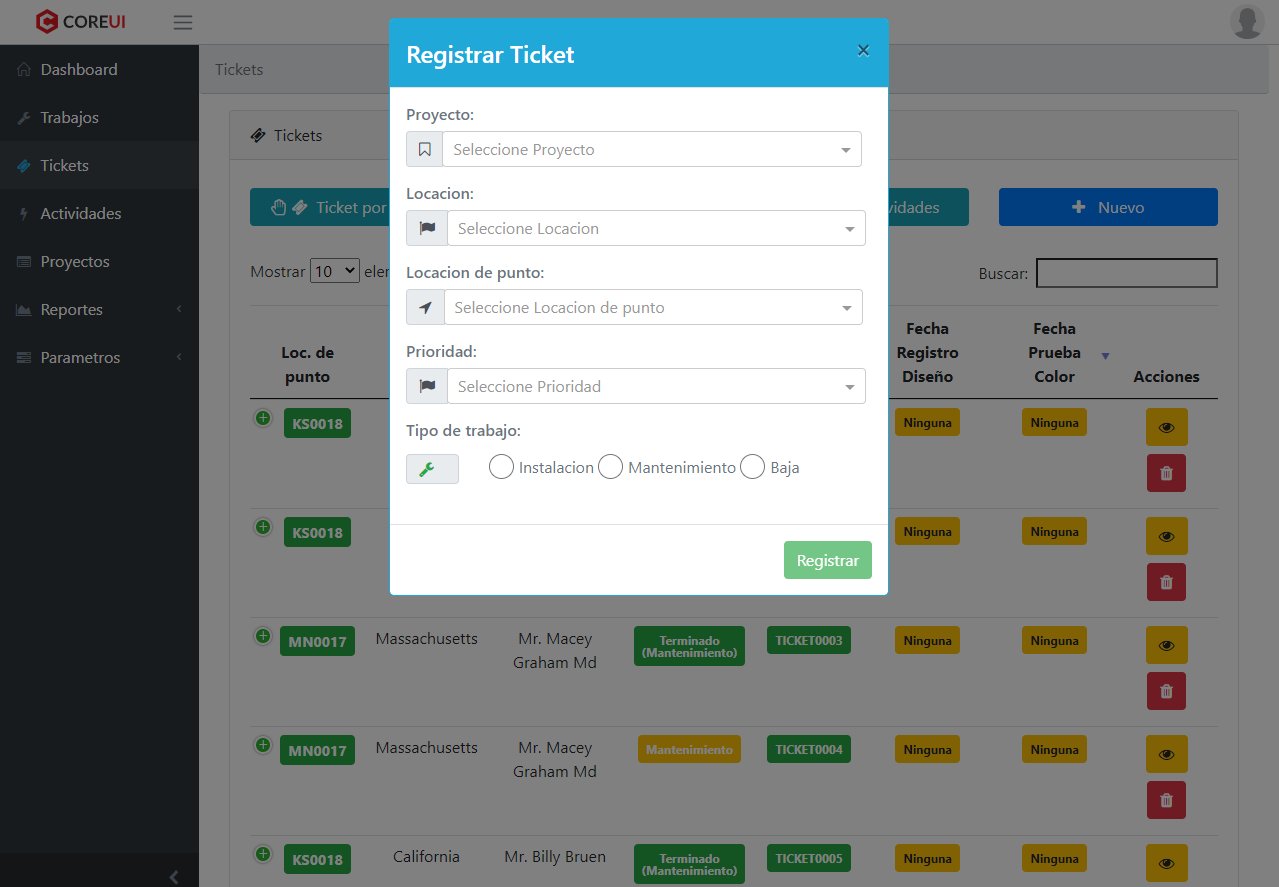 COREUI
Dashboard
Trabajos
Tickets
Actividades
Proyectos
Reportes
Parametros
Tickets
Tickets
Ticket por
vidades
Nuevo
Mostrar 10 eler
Buscar:
Registrar Ticket
×
Proyecto:
Seleccione Proyecto
Locacion:
Seleccione Locacion
Locacion de punto:
Seleccione Locacion de punto
Prioridad:
Seleccione Prioridad
Tipo de trabajo:
Instalacion Mantenimiento Baja
Registrar
Loc. de
punto
Fecha
Registro
Diseño
Fecha
Prueba
Color
Acciones
KS0018 Ninguna Ninguna
KS0018 Ninguna Ninguna
MN0017 Massachusetts Mr. Macey
Graham Md
Terminado
(Mantenimiento)
TICKET0003 Ninguna Ninguna
MN0017 Massachusetts Mr. Macey
Graham Md
Mantenimiento TICKET0004 Ninguna Ninguna
KS0018 California Mr. Billy Bruen
Terminado
(Mantenimiento)
TICKET0005 Ninguna Ninguna